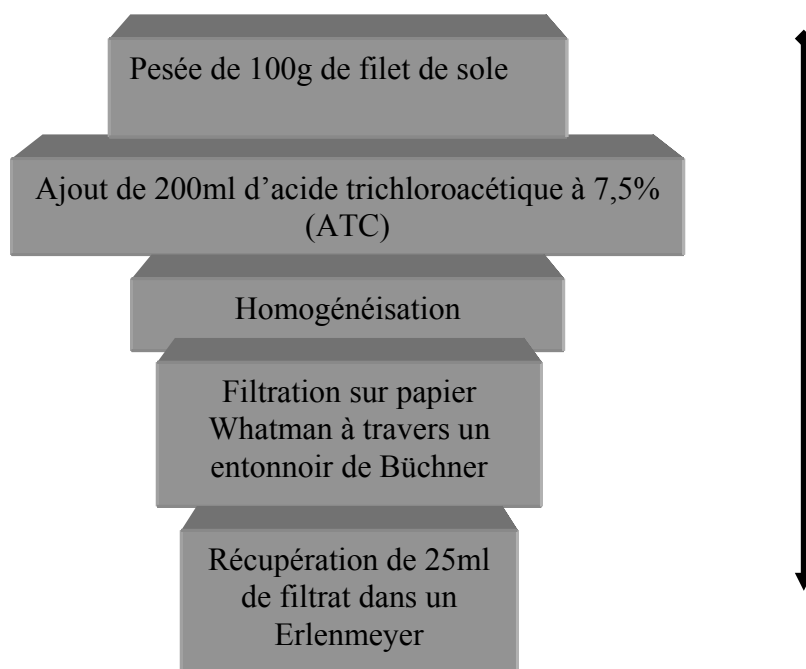 Pesée de 100g de filet de sole
Ajout de 200ml d'acide trichloroacétique à 7,5%
(ATC)
Homogénéisation
Filtration sur papier
Whatman à travers un
entonnoir de Büchner
Récupération de 25ml
de filtrat dans un
Erlenmeyer